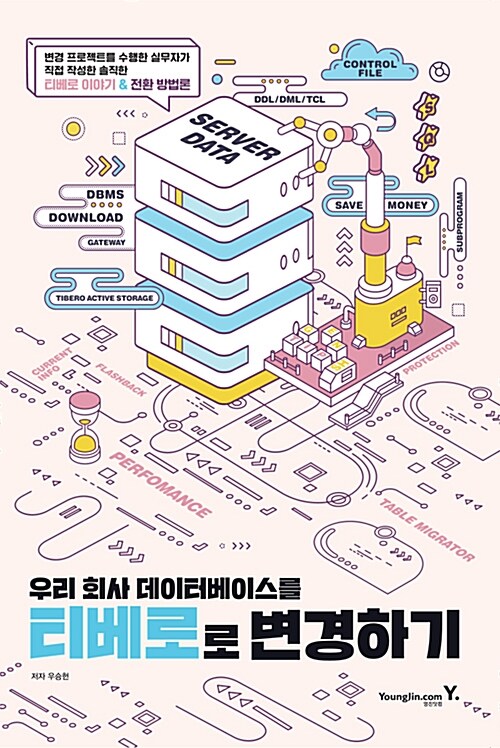 변경 프로젝트를 수행한 실무자가
직접 작성한 솔직한
티베로 이야기 & 전환 방법론
CONTROL
FILE
DDL/DML/TCL
SQL
SERVER
DATA
DBMS
DOWNLOAD
GATEWAY
SAVE MONEY
SUBPROGRAM
TIBERO ACTIVE STORAGE
CURRENT
INFO
FLASHBACK
PROTECTION
PERFOMANCE
TABLE MIGRATOR
우리 회사 데이터베이스를
티베로로 변경하기
저자 우승헌
YoungJin.com Y.
영진닷컴